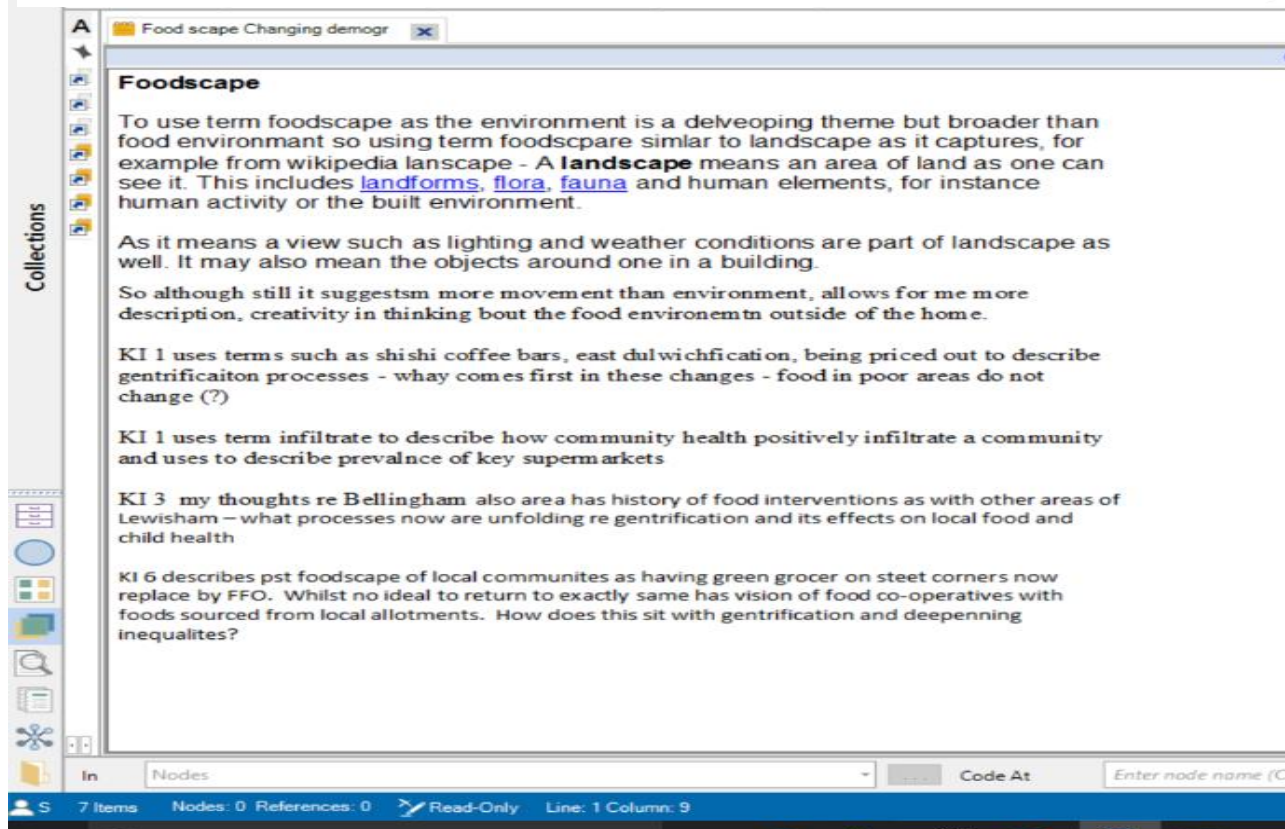 A
Food scape Changing demogr
Foodscape
To use term foodscape as the environment is a delveoping theme but broader than
food environmant so using term foodscpare simlar to landscape as it captures, for
example from wikipedia lanscape - A landscape means an area of land as one can
see it. This includes landforms, flora, fauna and human elements, for instance
human activity or the built environment.
As it means a view such as lighting and weather conditions are part of landscape as
well. It may also mean the objects around one in a building.
So although still it suggestsm more movement than environment, allows for me more
description, creativity in thinking bout the food environemtn outside of the home.
KI 1 uses terms such as shishi coffee bars, east dulwichfication, being priced out to describe
gentrificaiton processes - whay comes first in these changes - food in poor areas do not
change (?)
KI 1 uses term infiltrate to describe how community health positively infiltrate a community
and uses to describe prevalnce of key supermarkets
KI 3 my thoughts re Bellingham also area has history of food interventions as with other areas of
Lewisham – what processes now are unfolding re gentrification and its effects on local food and
child health
KI 6 describes pst foodscape of local communites as having green grocer on steet corners now
replace by FFO. Whilst no ideal to return to exactly same has vision of food co-operatives with
foods sourced from local allotments. How does this sit with gentrification and deepenning
inequalites?
Collections
In Nodes ... Code At Enter node name (C
S 7 Items Nodes: 0 References: 0 Read-Only Line: 1 Column: 9